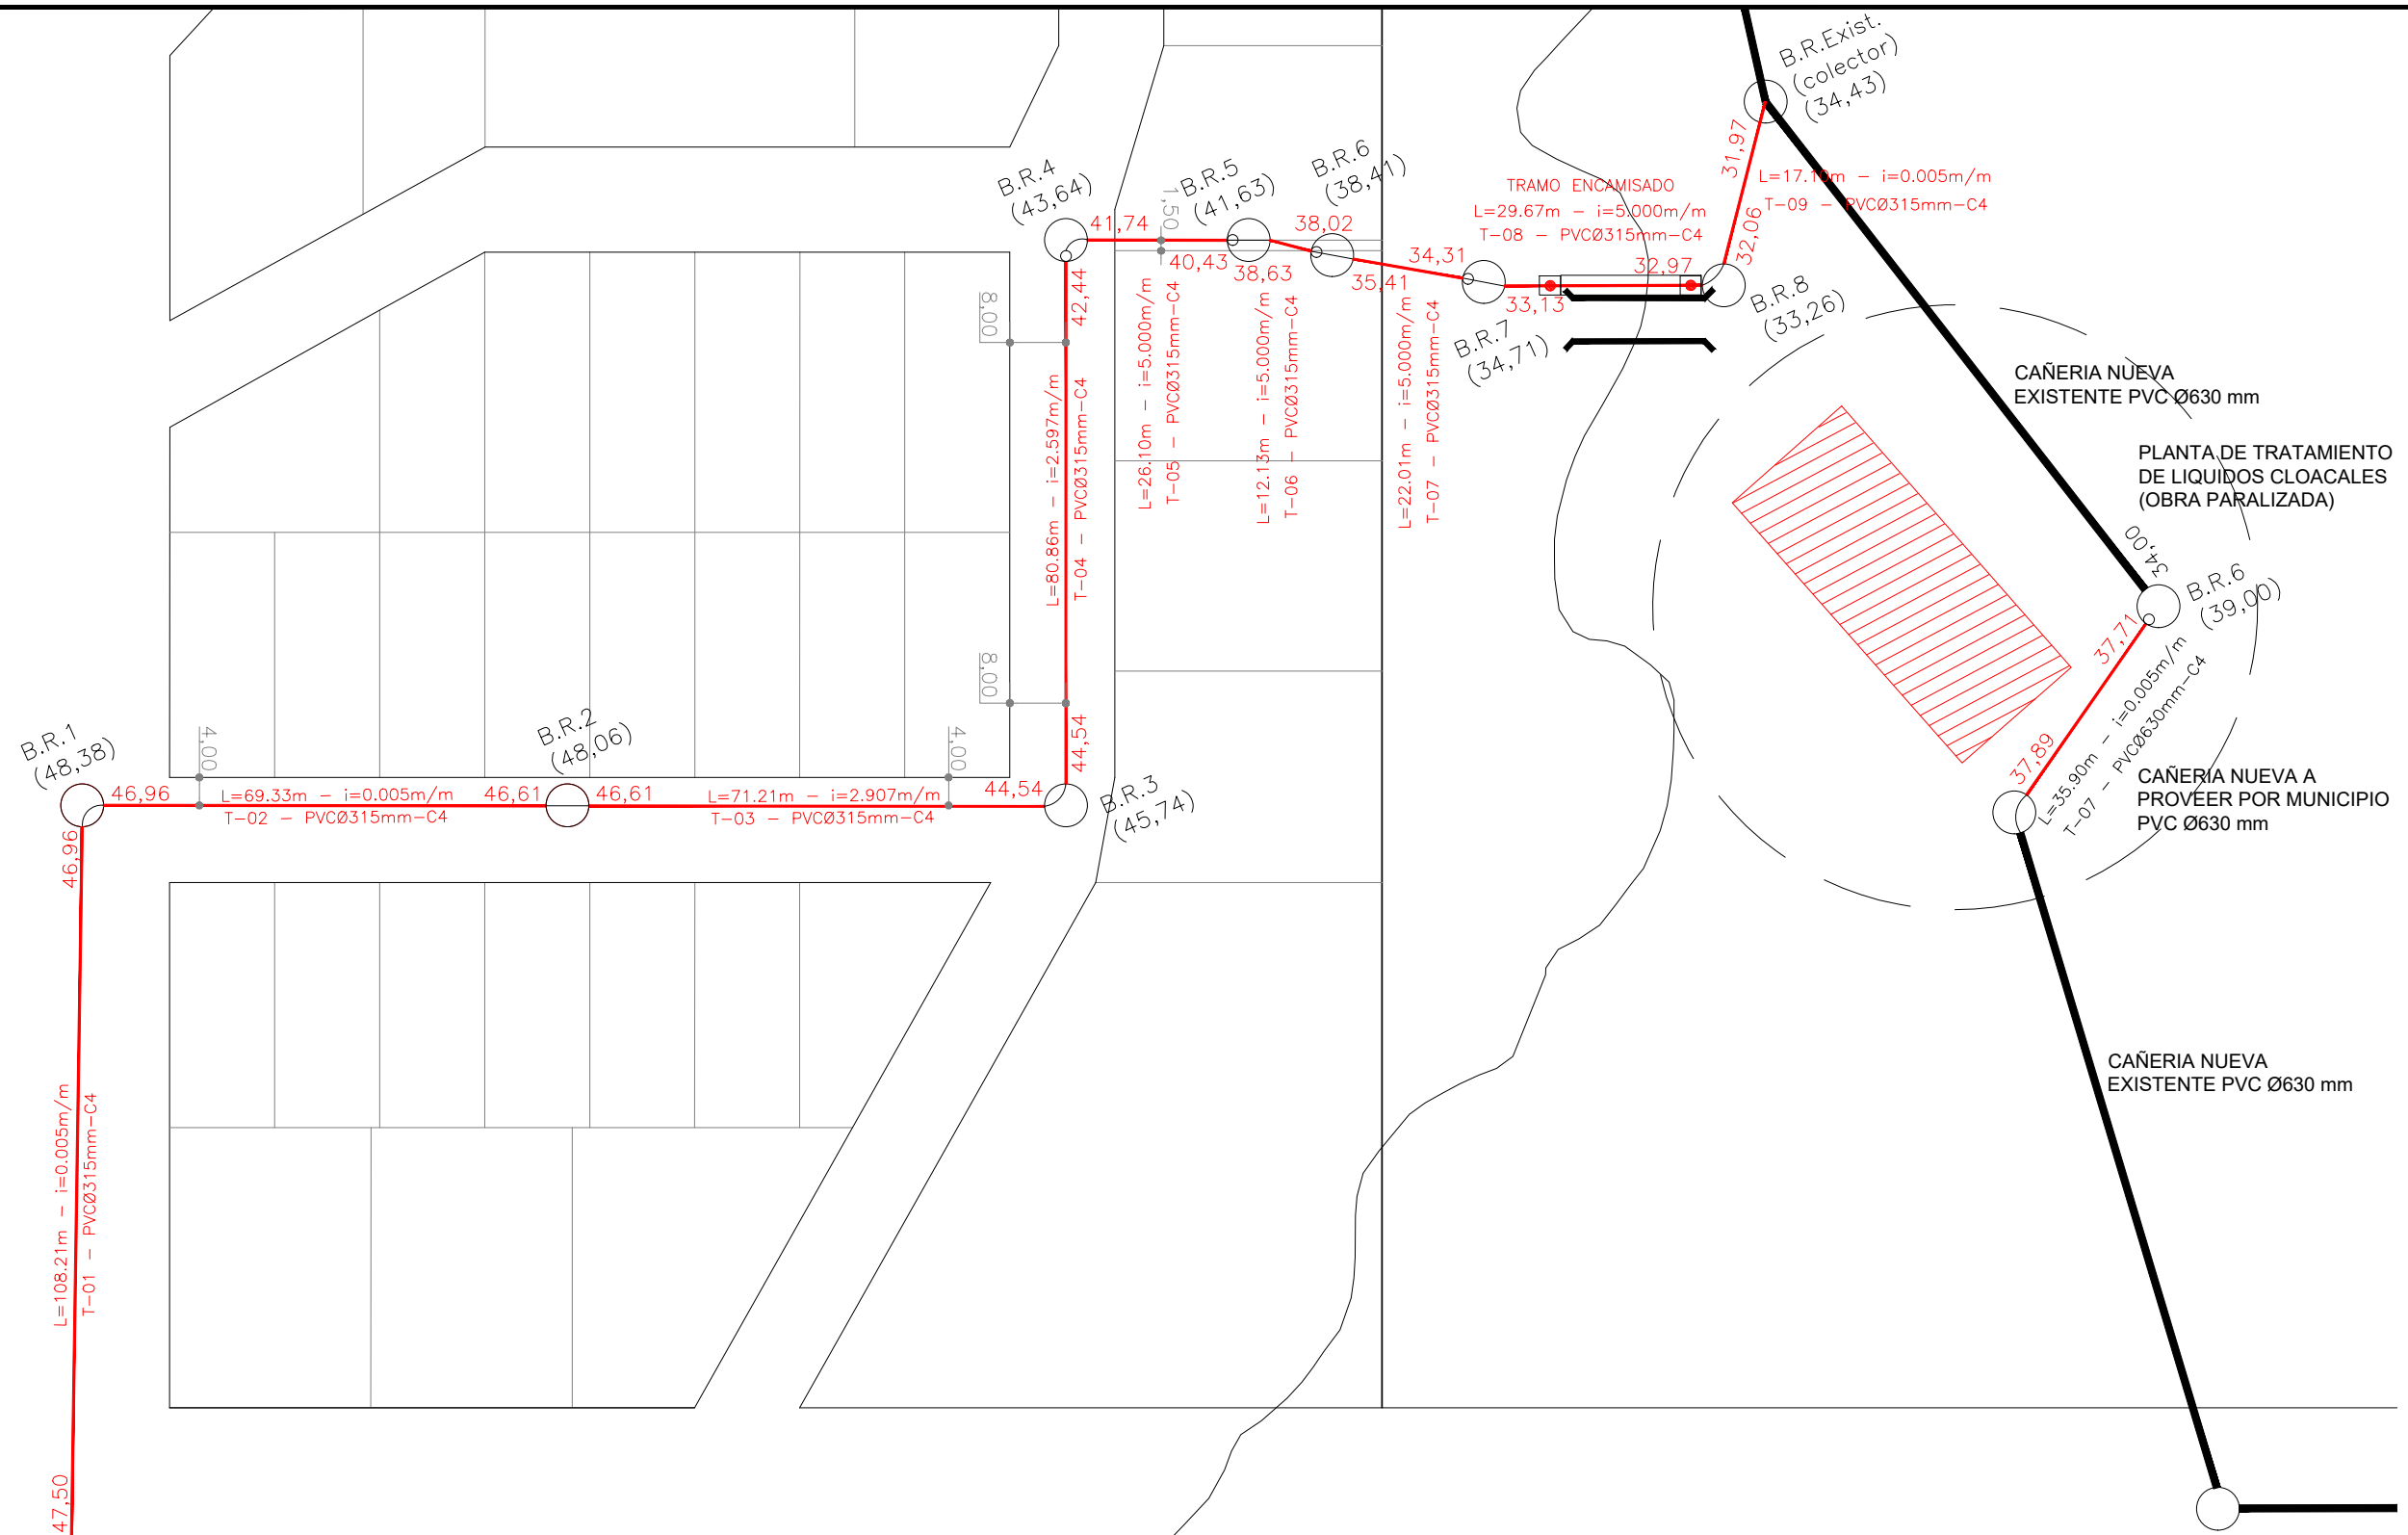 B.R.Exist.
(colector)
(34,43)
31,97
L=17.10m – i=0.005m/m
T-09 – PVCØ315mm-C4
32,06
TRAMO ENCAMISADO
L=29.67m – i=5.000m/m
T-08 – PVCØ315mm-C4
32,97
33,13
B.R.8
(33,26)
B.R.7
(34,71)
B.R.6
(38,41)
38,02
34,31
35,41
B.R.5
(41,63)
1,50
40,43
38,63
B.R.4
(43,64)
41,74
42,44
8,00
L=80.86m – i=2.597m/m
T-04 – PVCØ315mm-C4
L=26.10m – i=5.000m/m
T-05 – PVCØ315mm-C4
L=12.13m – i=5.000m/m
T-06 – PVCØ315mm-C4
L=22.01m – i=5.000m/m
T-07 – PVCØ315mm-C4
CAÑERIA NUEVA
EXISTENTE PVC Ø630 mm
PLANTA DE TRATAMIENTO
DE LIQUIDOS CLOACALES
(OBRA PARALIZADA)
34,00
B.R.6
(39,00)
37,71
L=35.90m – i=0.005m/m
T-07 – PVCØ630mm-C4
37,89
CAÑERIA NUEVA A
PROVEER POR MUNICIPIO
PVC Ø630 mm
8,00
44,54
B.R.1
(48,38)
4,00
B.R.2
(48,06)
4,00
46,96
L=69.33m – i=0.005m/m
T-02 – PVCØ315mm-C4
46,61
46,61
L=71.21m – i=2.907m/m
T-03 – PVCØ315mm-C4
44,54
B.R.3
(45,74)
46,96
L=108.21m – i=0.005m/m
T-01 – PVCØ315mm-C4
47,50
CAÑERIA NUEVA
EXISTENTE PVC Ø630 mm